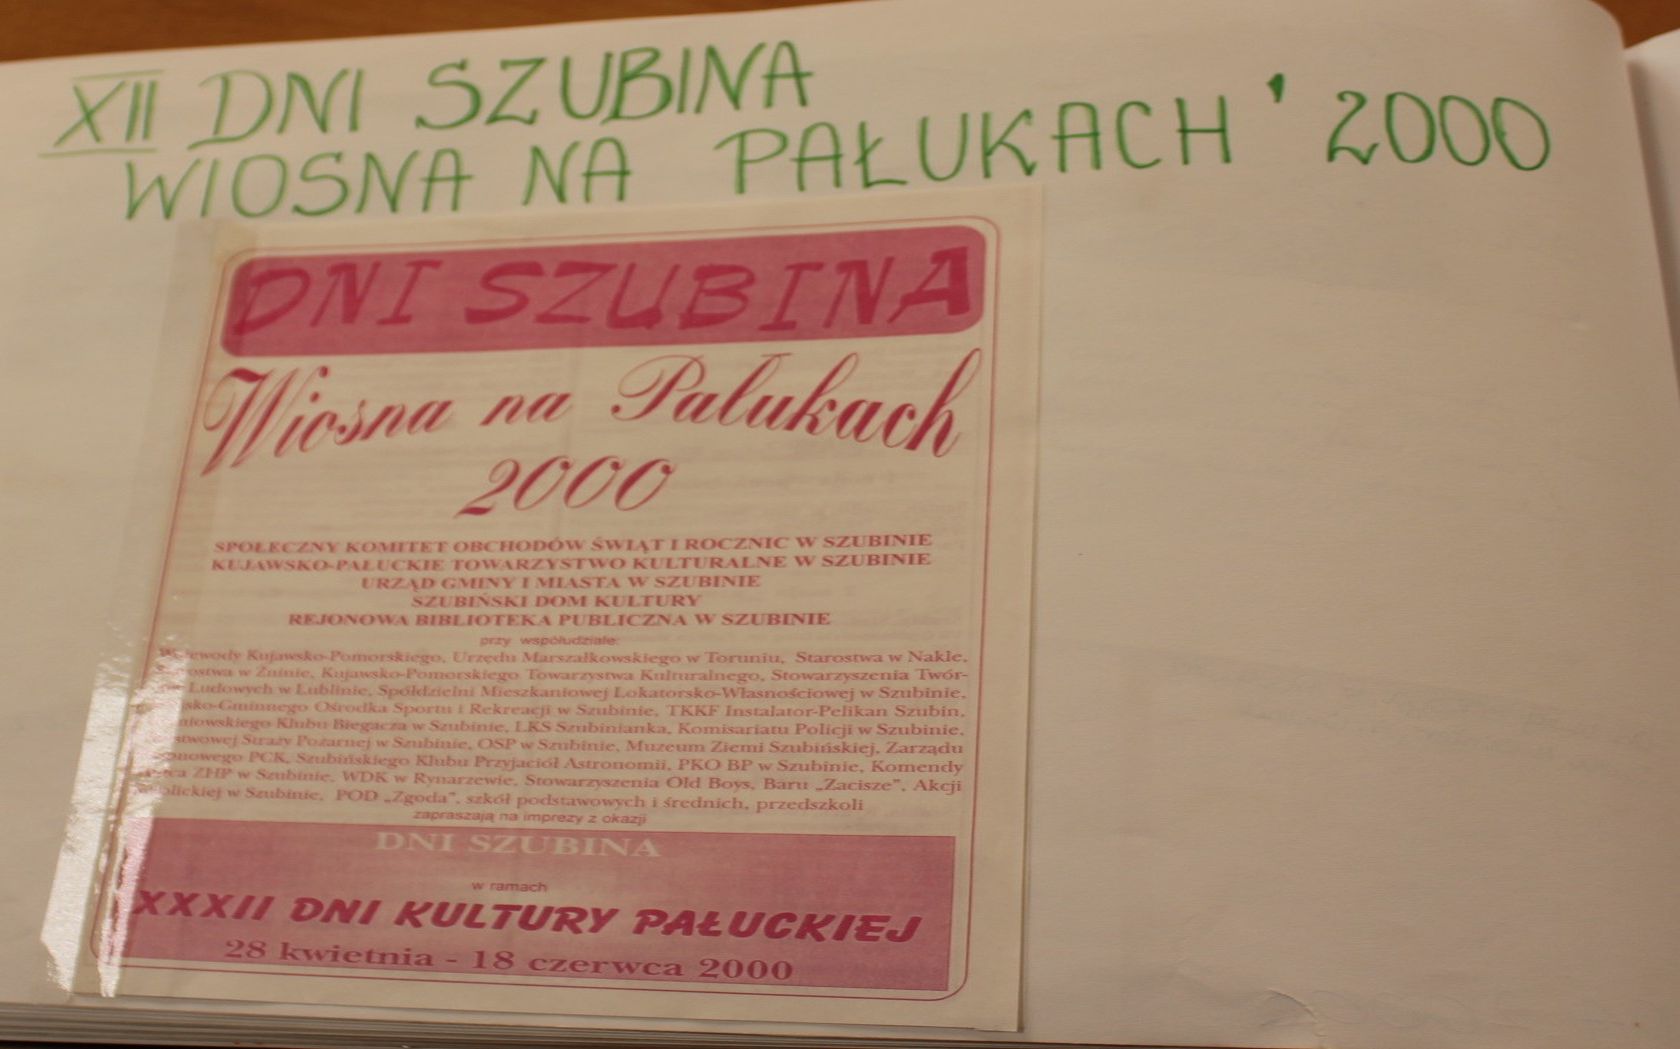 XII DNI SZUBINA
WIOSNA NA PAŁUKACH ' 2000
DNI SZUBINA
Wiosna na Pałukach
2000
SPOŁECZNY KOMITET OBCHODÓW ŚWIĄT I ROCZNIC W SZUBINIE
KUJAWSKO-PAŁUCKIE TOWARZYSTWO KULTURALNE W SZUBINIE
URZĄD GMINY I MIASTA W SZUBINIE
SZUBIŃSKI DOM KULTURY
REJONOWA BIBLIOTEKA PUBLICZNA W SZUBINIE
przy współudziale:
Kujawsko-Pomorskiego, Urzędu Marszałkowskiego w Toruniu, Starostwa w Nakle,
w Żninie, Kujawsko-Pomorskiego Towarzystwa Kulturalnego, Stowarzyszenia Twór-
Ludowych w Lublinie, Spółdzielni Mieszkaniowej Lokatorsko-Własnościowej w Szubinie,
Ośrodka Sportu i Rekreacji w Szubinie, TKKF Instalator-Pelikan Szubin,
Klubu Biegacza w Szubinie, LKS Szubinianka, Komisariatu Policji w Szubinie,
Straży Pożarnej w Szubinie, OSP w Szubinie, Muzeum Ziemi Szubińskiej, Zarządu
PCK, Szubińskiego Klubu Przyjaciół Astronomii, PKO BP w Szubinie, Komendy
ZHP w Szubinie, WDK w Rynarzewie, Stowarzyszenia Old Boys, Baru „Zacisze”, Akcji
w Szubinie, POD „Zgoda”, szkół podstawowych i średnich, przedszkoli
zapraszają na imprezy z okazji
DNI SZUBINA
w ramach
XXXII DNI KULTURY PAŁUCKIEJ
28 kwietnia - 18 czerwca 2000